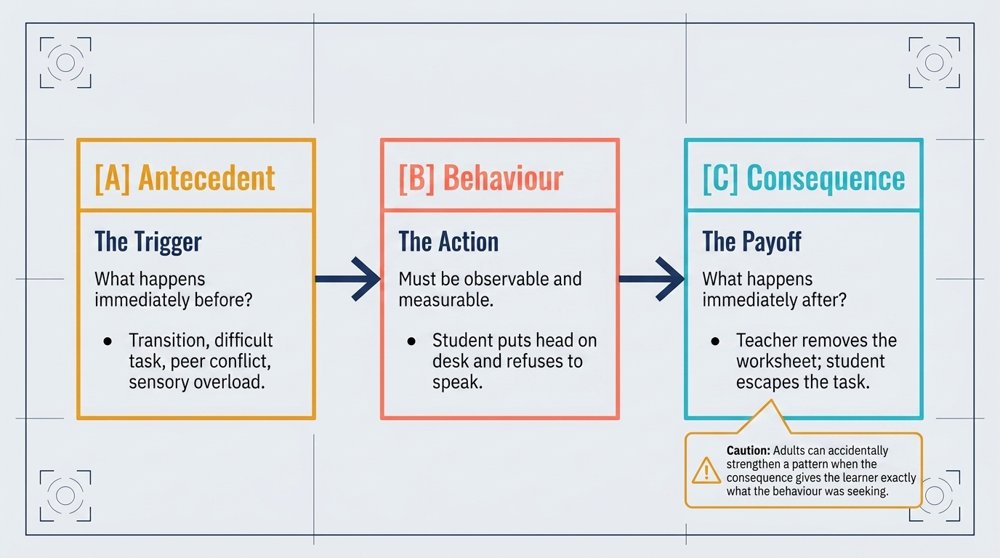 [A] Antecedent
The Trigger
What happens
immediately before?
● Transition, difficult
task, peer conflict,
sensory overload.
[B] Behaviour
The Action
Must be observable and
measurable.
● Student puts head on
desk and refuses to
speak.
[C] Consequence
The Payoff
What happens
immediately after?
● Teacher removes the
worksheet; student
escapes the task.
Caution: Adults can accidentally
strengthen a pattern when the
consequence gives the learner exactly
what the behaviour was seeking.